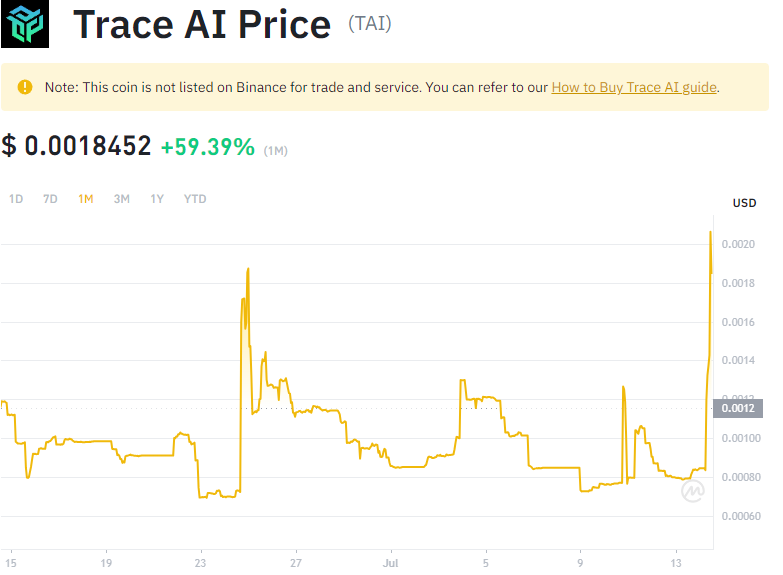 Trace AI Price (TAI)
Note: This coin is not listed on Binance for trade and service. You can refer to our How to Buy Trace AI guide.
$ 0.0018452 +59.39% (1M)
1D 7D 1M 3M 1Y YTD
USD
0.0020
0.0018
0.0016
0.0014
0.0012
0.00100
0.00080
0.00060
15 19 23 27 Jul 5 9 13